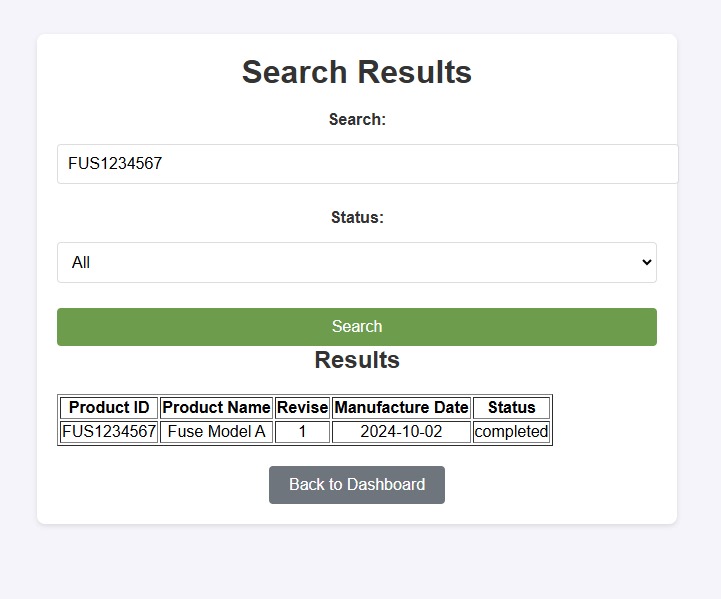 Search Results
Search:
FUS1234567
Status:
All
Search
Results
Product ID Product Name Revise Manufacture Date Status
FUS1234567 Fuse Model A 1 2024-10-02 completed
Back to Dashboard